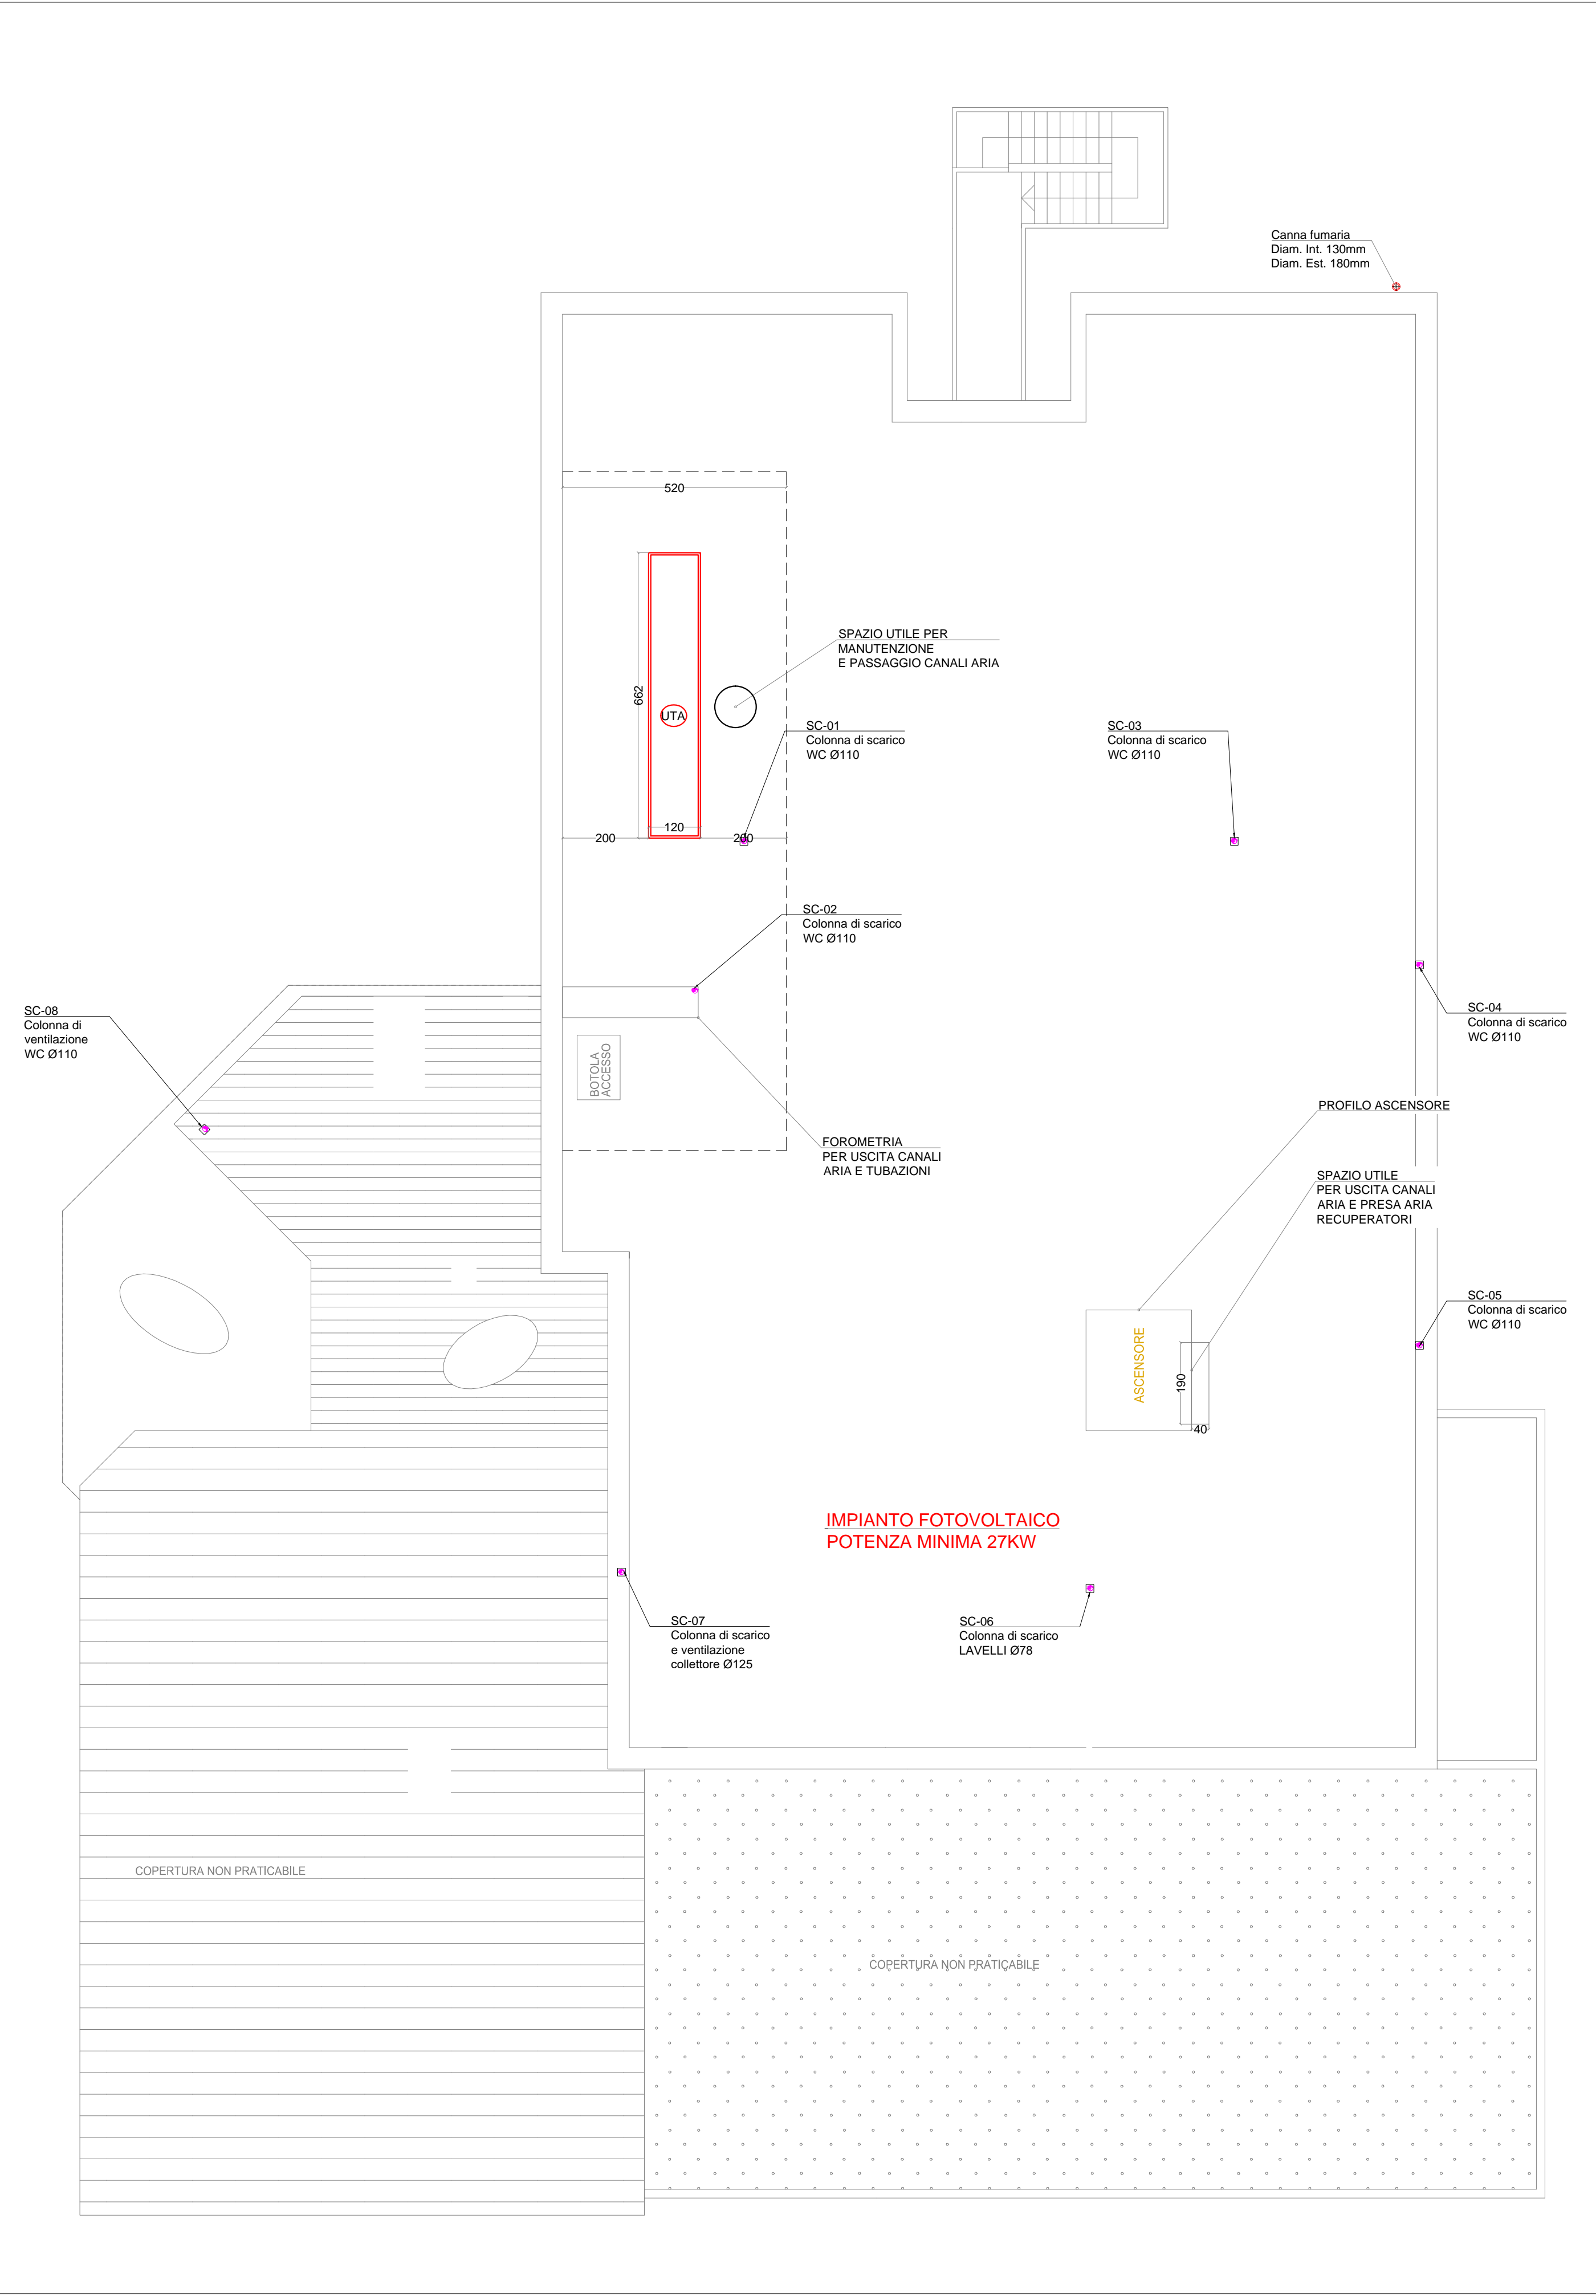 Canna fumaria
Diam. Int. 130mm
Diam. Est. 180mm
520
SPAZIO UTILE PER
MANUTENZIONE
E PASSAGGIO CANALI ARIA
662
UTA
SC-01
Colonna di scarico
WC Ø110
SC-03
Colonna di scarico
WC Ø110
120
200
200
SC-02
Colonna di scarico
WC Ø110
SC-08
Colonna di
ventilazione
WC Ø110
SC-04
Colonna di scarico
WC Ø110
BOTOLA
ACCESSO
PROFILO ASCENSORE
FOROMETRIA
PER USCITA CANALI
ARIA E TUBAZIONI
SPAZIO UTILE
PER USCITA CANALI
ARIA E PRESA ARIA
RECUPERATORI
SC-05
Colonna di scarico
WC Ø110
ASCENSORE
190
40
IMPIANTO FOTOVOLTAICO
POTENZA MINIMA 27KW
SC-07
Colonna di scarico
e ventilazione
collettore Ø125
SC-06
Colonna di scarico
LAVELLI Ø78
COPERTURA NON PRATICABILE
COPERTURA NON PRATICABILE